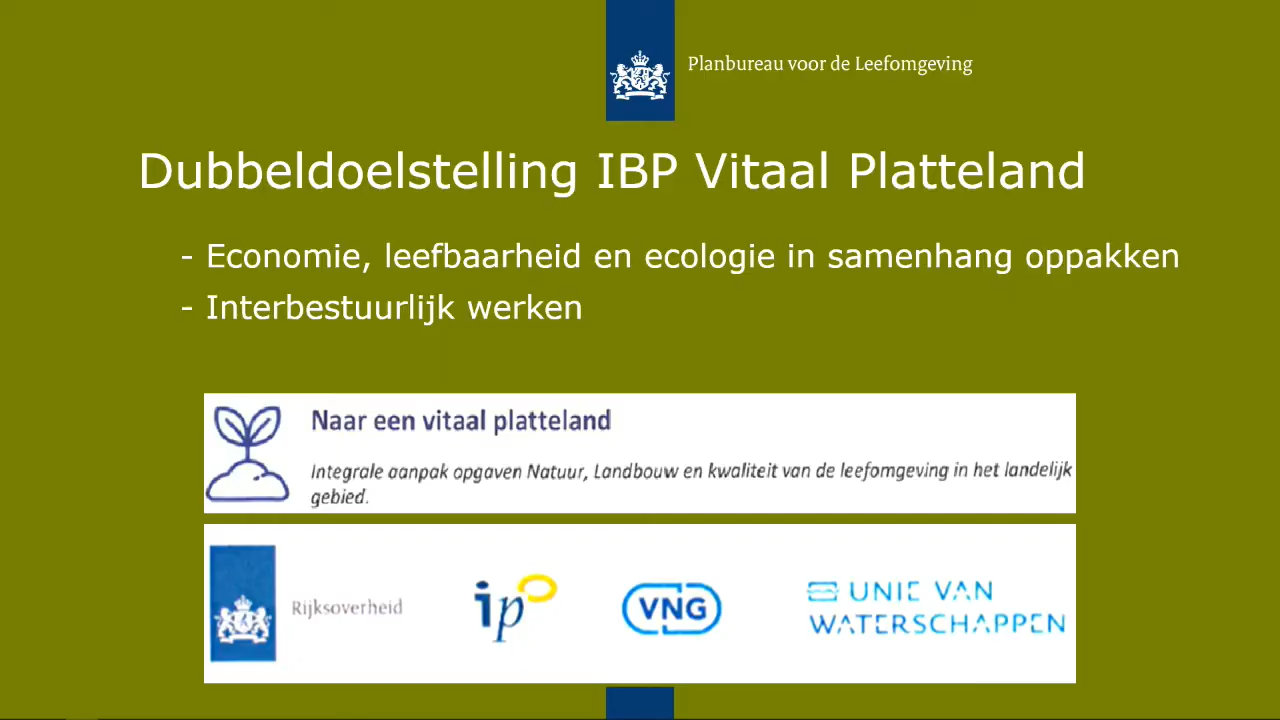 Planbureau voor de Leefomgeving
Dubbeldoelstelling IBP Vitaal Platteland
- Economie, leefbaarheid en ecologie in samenhang oppakken
- Interbestuurlijk werken
Naar een vitaal platteland
Integrale aanpak opgaven Natuur, Landbouw en kwaliteit van de leefomgeving in het landelijk
gebied.
Rijksoverheid
ipo
VNG
UNIE VAN
WATERSCHAPPEN